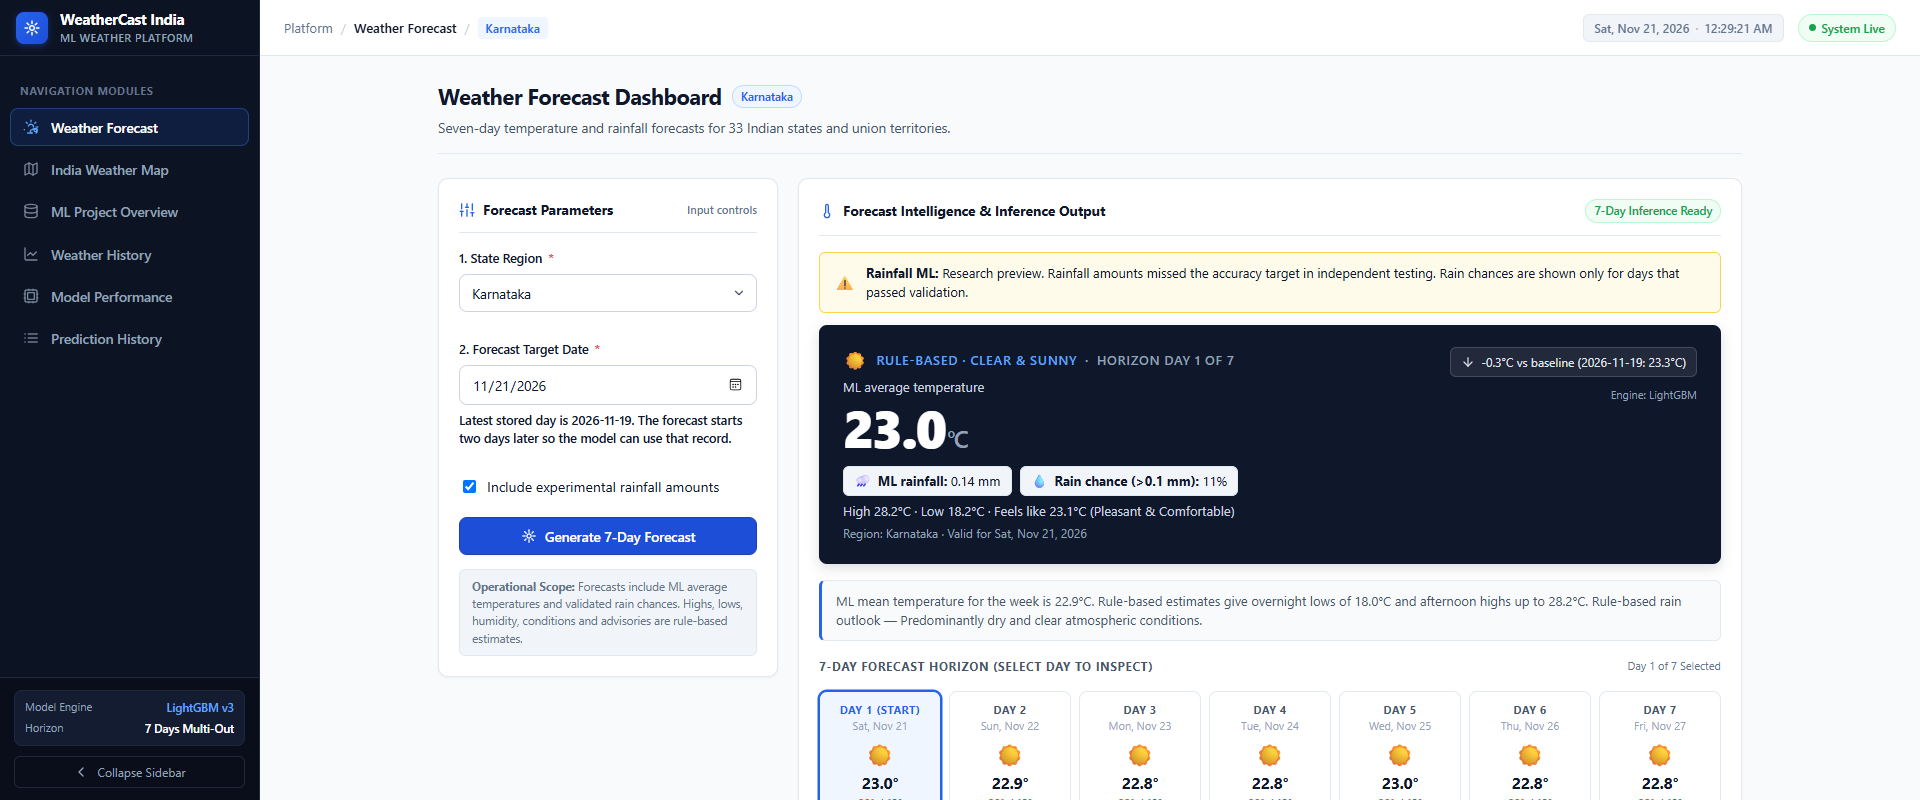 WeatherCast India
ML WEATHER PLATFORM
NAVIGATION MODULES
Weather Forecast
India Weather Map
ML Project Overview
Weather History
Model Performance
Prediction History
Model Engine LightGBM v3
Horizon 7 Days Multi-Out
Collapse Sidebar
Platform / Weather Forecast / Karnataka
Sat, Nov 21, 2026 · 12:29:21 AM
System Live
Weather Forecast Dashboard Karnataka
Seven-day temperature and rainfall forecasts for 33 Indian states and union territories.
Forecast Parameters Input controls
1. State Region *
Karnataka
2. Forecast Target Date *
11/21/2026
Latest stored day is 2026-11-19. The forecast starts
two days later so the model can use that record.
Include experimental rainfall amounts
Generate 7-Day Forecast
Operational Scope: Forecasts include ML average
temperatures and validated rain chances. Highs, lows,
humidity, conditions and advisories are rule-based
estimates.
Forecast Intelligence & Inference Output 7-Day Inference Ready
Rainfall ML: Research preview. Rainfall amounts missed the accuracy target in independent testing. Rain chances are shown only for days that
passed validation.
RULE-BASED · CLEAR & SUNNY · HORIZON DAY 1 OF 7
-0.3°C vs baseline (2026-11-19: 23.3°C)
Engine: LightGBM
ML average temperature
23.0°C
ML rainfall: 0.14 mm
Rain chance (>0.1 mm): 11%
High 28.2°C · Low 18.2°C · Feels like 23.1°C (Pleasant & Comfortable)
Region: Karnataka · Valid for Sat, Nov 21, 2026
ML mean temperature for the week is 22.9°C. Rule-based estimates give overnight lows of 18.0°C and afternoon highs up to 28.2°C. Rule-based rain
outlook — Predominantly dry and clear atmospheric conditions.
7-DAY FORECAST HORIZON (SELECT DAY TO INSPECT) Day 1 of 7 Selected
DAY 1 (START)
Sat, Nov 21
23.0°
DAY 2
Sun, Nov 22
22.9°
DAY 3
Mon, Nov 23
22.8°
DAY 4
Tue, Nov 24
22.8°
DAY 5
Wed, Nov 25
23.0°
DAY 6
Thu, Nov 26
22.8°
DAY 7
Fri, Nov 27
22.8°